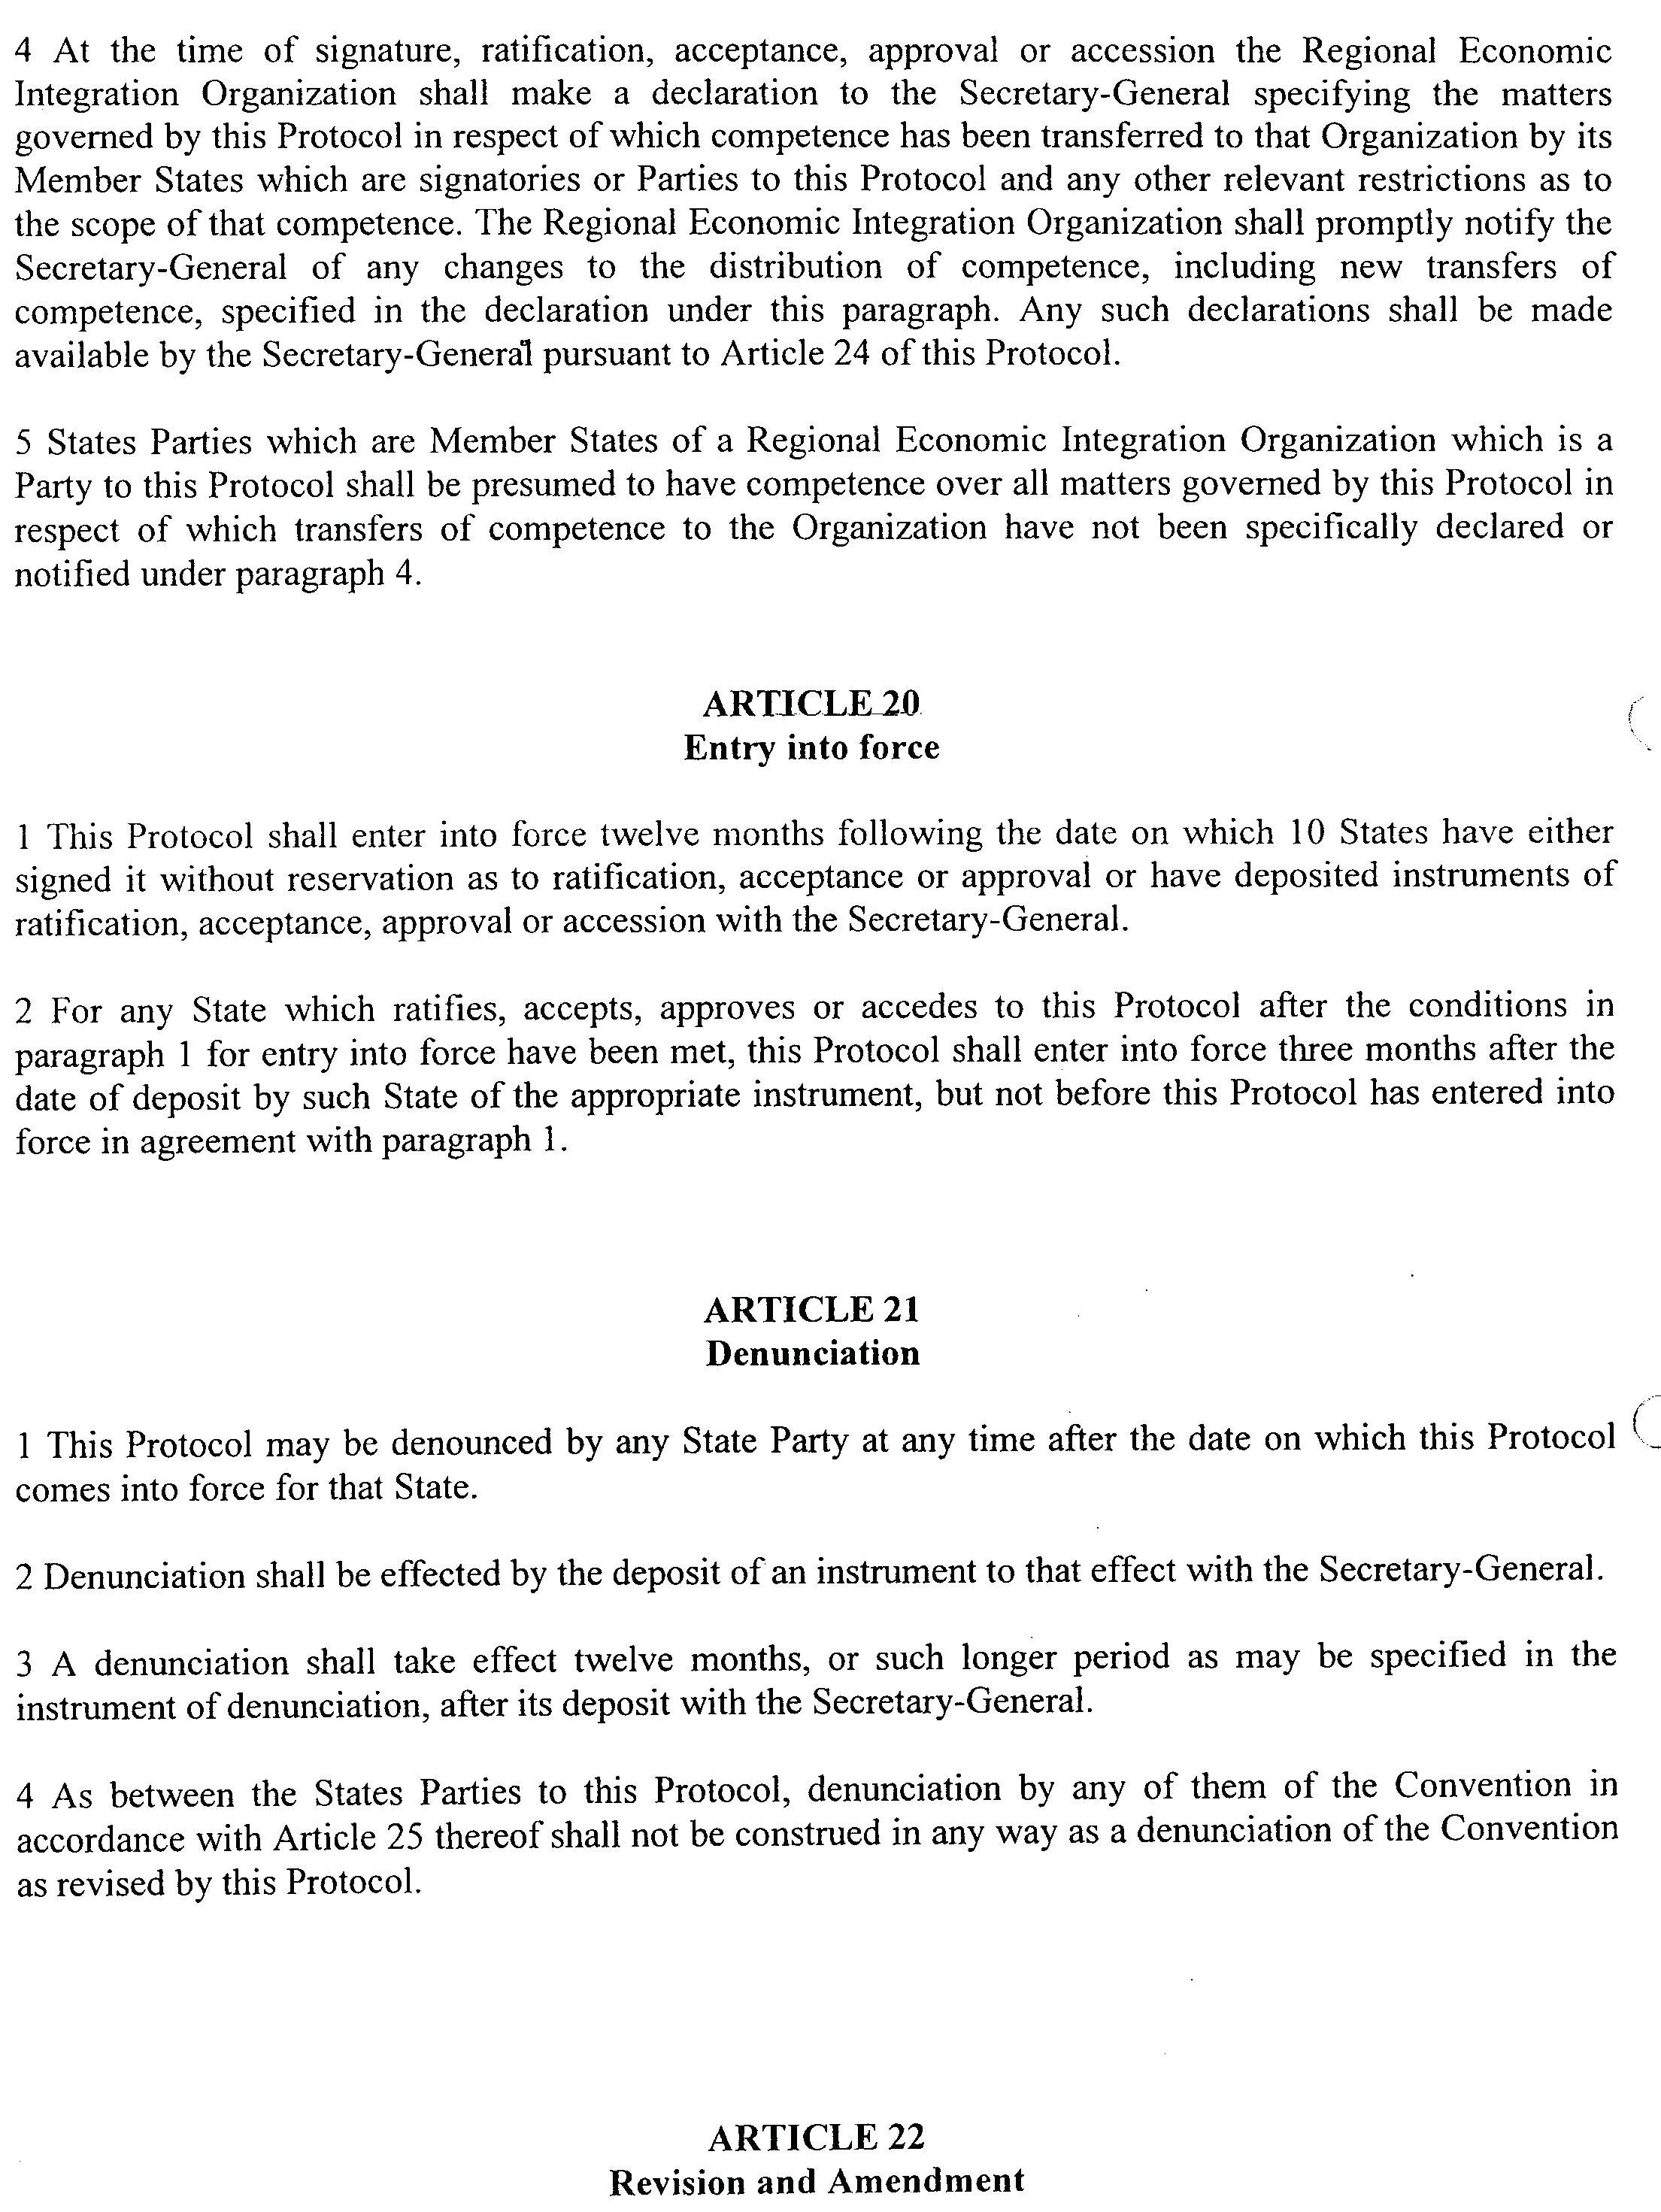 4 At the time of signature, ratification, acceptance, approval or accession the Regional Economic
Integration Organization shall make a declaration to the Secretary-General specifying the matters
governed by this Protocol in respect of which competence has been transferred to that Organization by its
Member States which are signatories or Parties to this Protocol and any other relevant restrictions as to
the scope of that competence. The Regional Economic Integration Organization shall promptly notify the
Secretary-General of any changes to the distribution of competence, including new transfers of
competence, specified in the declaration under this paragraph. Any such declarations shall be made
available by the Secretary-General pursuant to Article 24 of this Protocol.
5 States Parties which are Member States of a Regional Economic Integration Organization which is a
Party to this Protocol shall be presumed to have competence over all matters governed by this Protocol in
respect of which transfers of competence to the Organization have not been specifically declared or
notified under paragraph 4.
ARTICLE 20
Entry into force
1 This Protocol shall enter into force twelve months following the date on which 10 States have either
signed it without reservation as to ratification, acceptance or approval or have deposited instruments of
ratification, acceptance, approval or accession with the Secretary-General.
2 For any State which ratifies, accepts, approves or accedes to this Protocol after the conditions in
paragraph 1 for entry into force have been met, this Protocol shall enter into force three months after the
date of deposit by such State of the appropriate instrument, but not before this Protocol has entered into
force in agreement with paragraph 1.
ARTICLE 21
Denunciation
1 This Protocol may be denounced by any State Party at any time after the date on which this Protocol
comes into force for that State.
2 Denunciation shall be effected by the deposit of an instrument to that effect with the Secretary-General.
3 A denunciation shall take effect twelve months, or such longer period as may be specified in the
instrument of denunciation, after its deposit with the Secretary-General.
4 As between the States Parties to this Protocol, denunciation by any of them of the Convention in
accordance with Article 25 thereof shall not be construed in any way as a denunciation of the Convention
as revised by this Protocol.
ARTICLE 22
Revision and Amendment